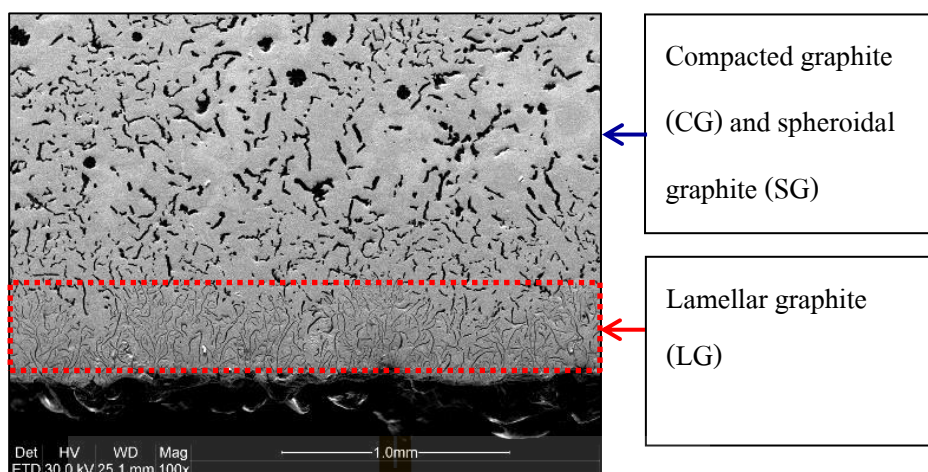 Compacted graphite
(CG) and spheroidal
graphite (SG)
Lamellar graphite
(LG)
Det HV WD Mag
ETD 30.0 kV 25.1 mm 100x
1.0mm